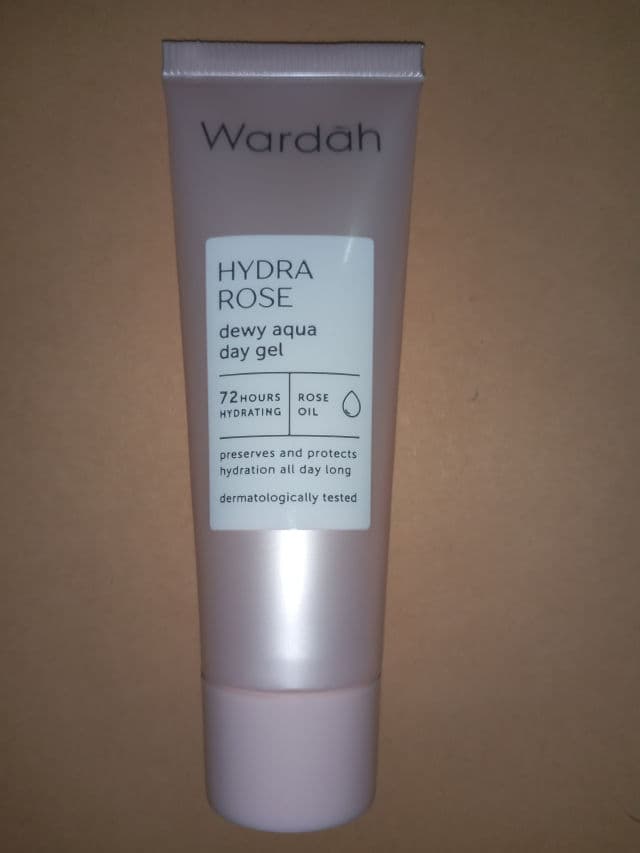 Wardāh
HYDRA
ROSE
dewy aqua
day gel
72HOURS
HYDRATING
ROSE
OIL
preserves and protects
hydration all day long
dermatologically tested